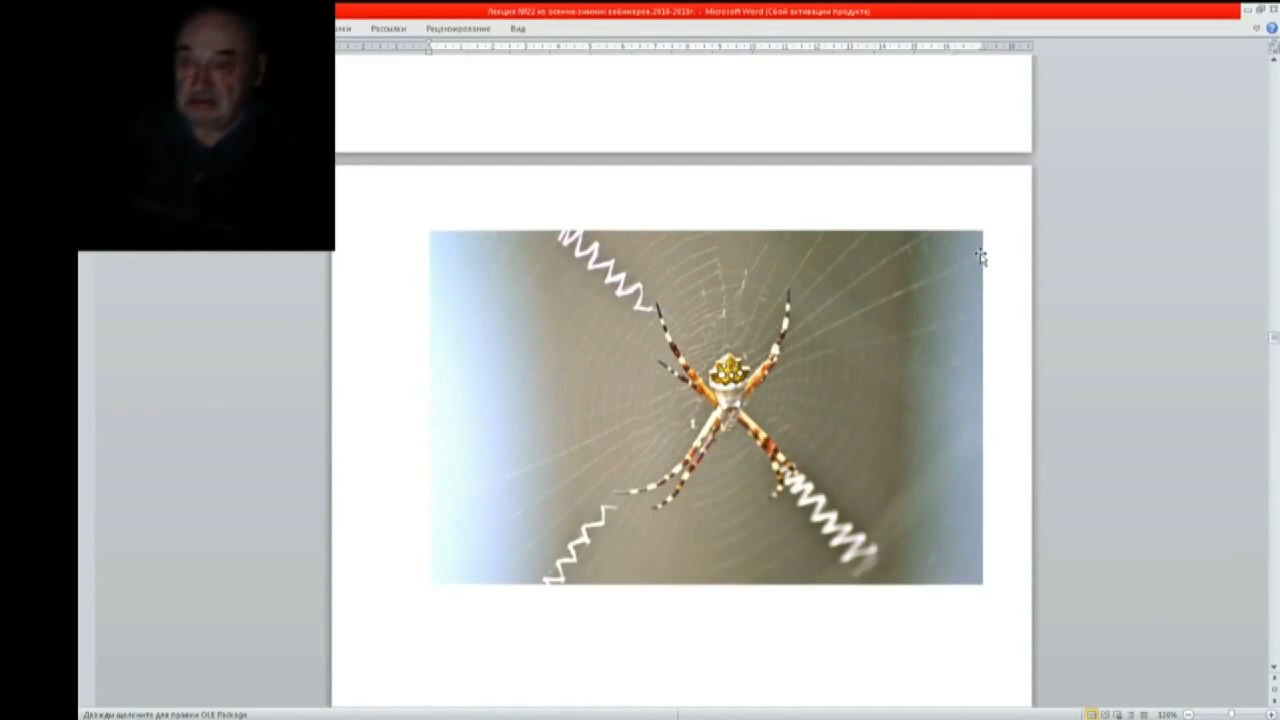 Лекция №22 из осенне-зимних вебинаров.2018-2019г. - Microsoft Word (Сбой активации продукта)
Рассылки Рецензирование Вид
Дважды щелкните для правки OLE Package
120%